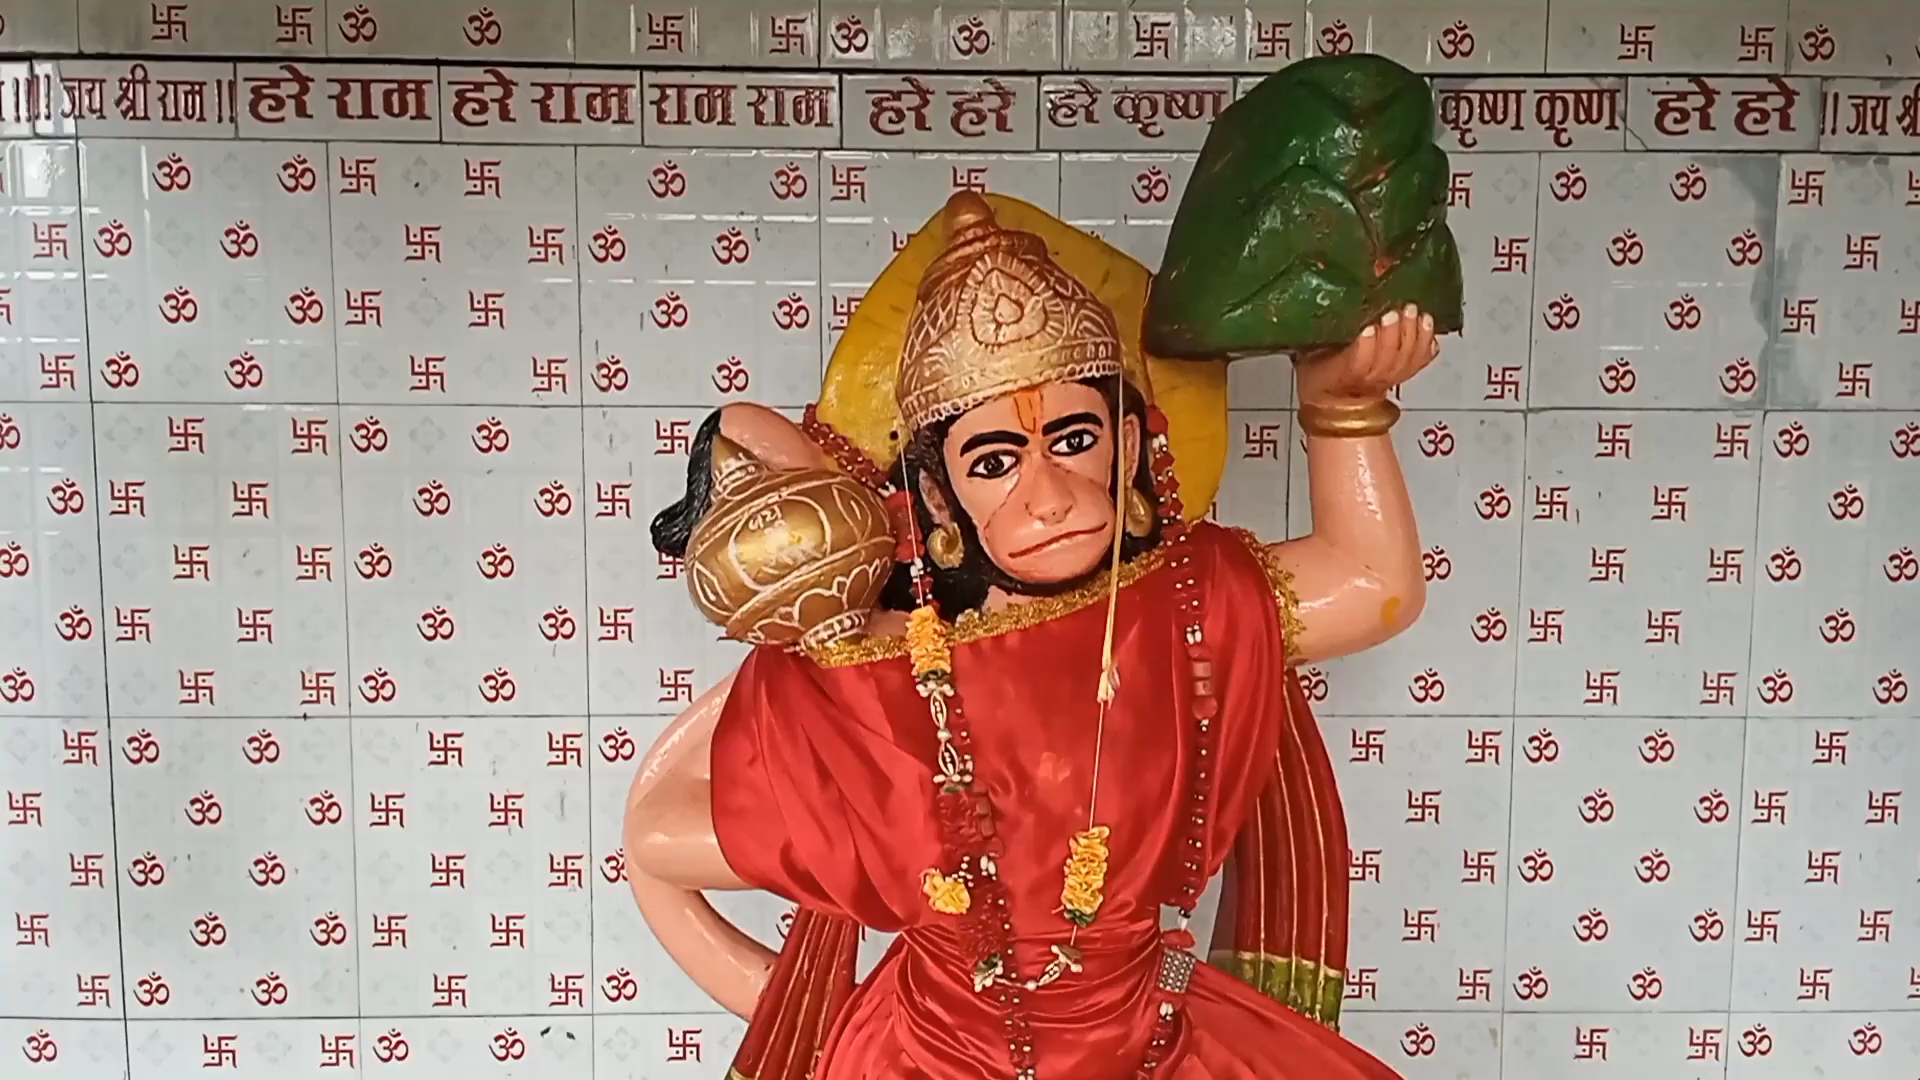 ।।
।। जय श्री राम ।। हरे राम हरे राम राम राम हरे हरे हरे कृष्ण कृष्ण कृष्ण हरे हरे ।। जय श्री